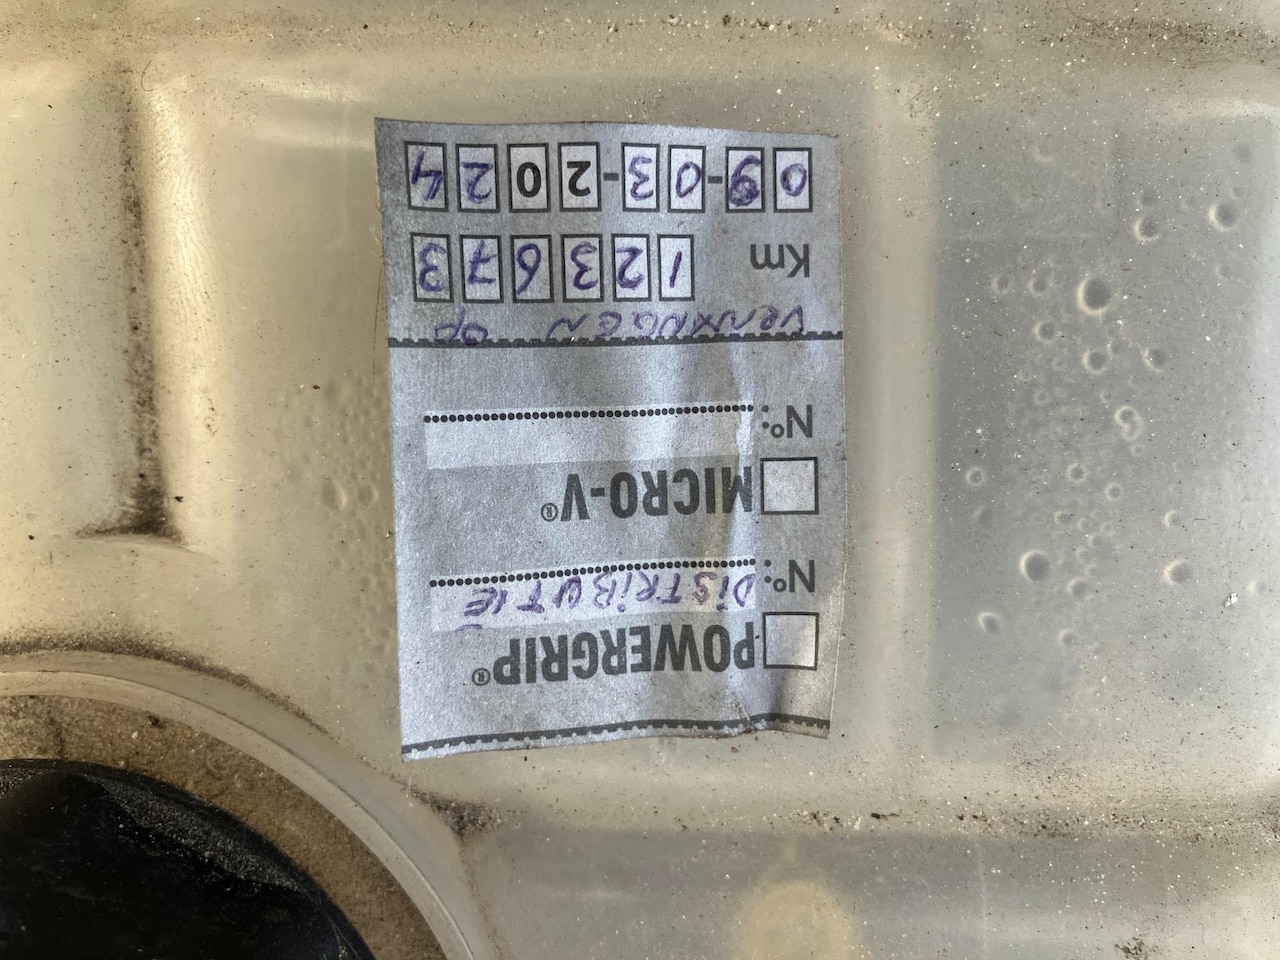 POWERGRIP®
N°: DISTRIBUTIE
MICRO-V®
N°:
VERVANGEN OP
Km 123673
09-03-2024